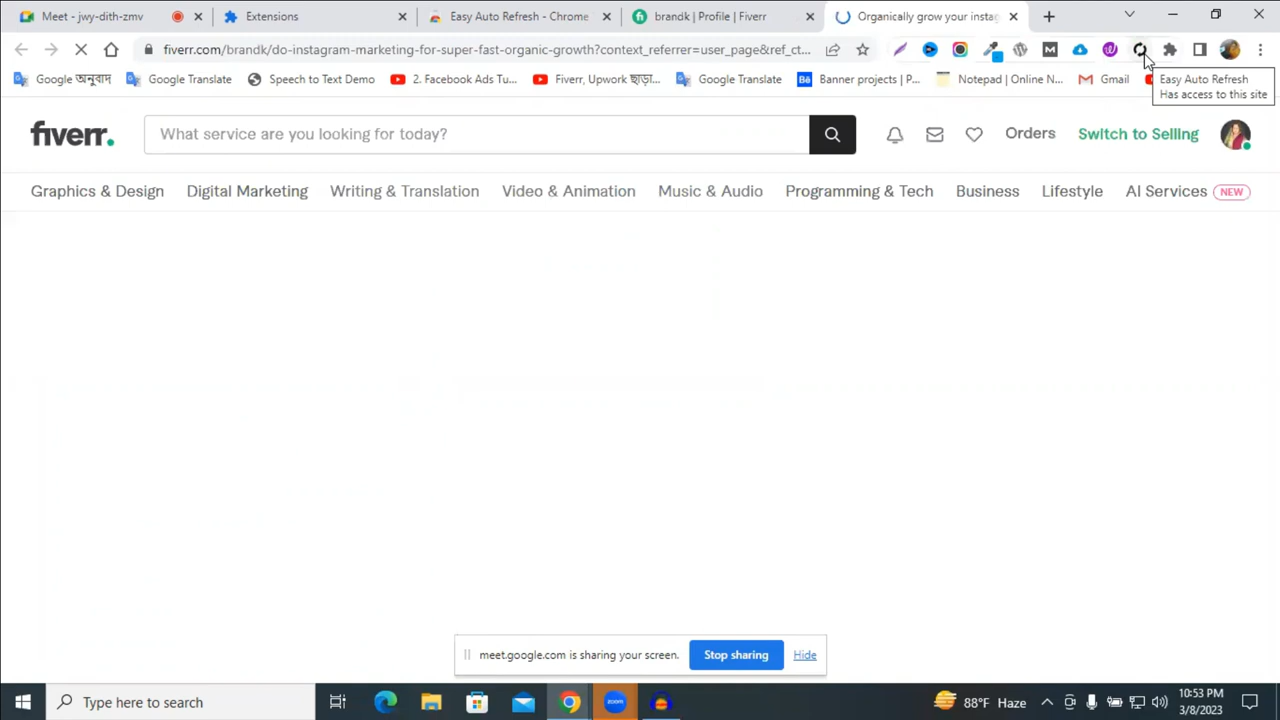 Meet - jwy-dith-zmv
Extensions
Easy Auto Refresh - Chrome
brandk | Profile | Fiverr
Organically grow your instag
fiverr.com/brandk/do-instagram-marketing-for-super-fast-organic-growth?context_referrer=user_page&ref_ct...
Google অনুবাদ
Google Translate
Speech to Text Demo
2. Facebook Ads Tu...
Fiverr, Upwork ছাড়া...
Google Translate
Banner projects | P...
Notepad | Online N...
Gmail
Easy Auto Refresh
Has access to this site
fiverr.
What service are you looking for today?
Orders
Switch to Selling
Graphics & Design
Digital Marketing
Writing & Translation
Video & Animation
Music & Audio
Programming & Tech
Business
Lifestyle
AI Services NEW
meet.google.com is sharing your screen.
Stop sharing
Hide
Type here to search
zoom
88°F Haze
10:53 PM
3/8/2023